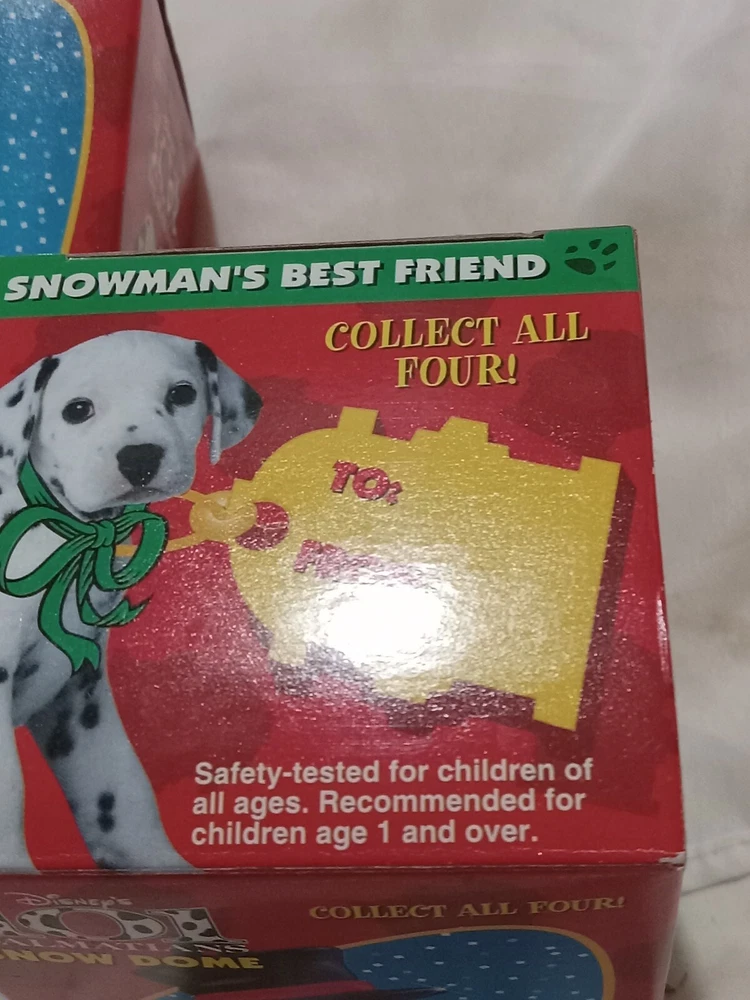 SNOWMAN'S BEST FRIEND
COLLECT ALL
FOUR!
TO:
Safety-tested for children of
all ages. Recommended for
children age 1 and over.
DISNEY'S
101
DALMATIANS
SNOW DOME
COLLECT ALL FOUR!